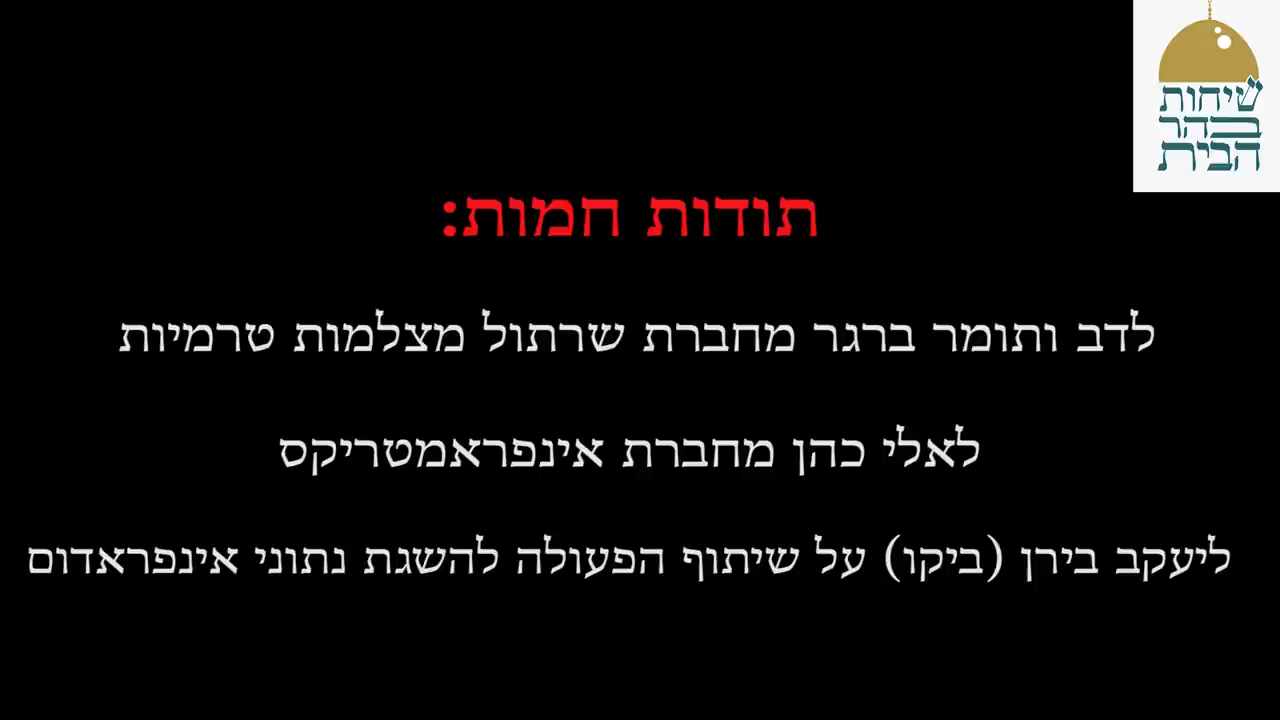 שיחות
בהר
הבית
תודות חמות:
לדב ותומר ברגר מחברת שרתול מצלמות טרמיות
לאלי כהן מחברת אינפראמטריקס
ליעקב בירן (ביקו) על שיתוף הפעולה להשגת נתוני אינפראדום